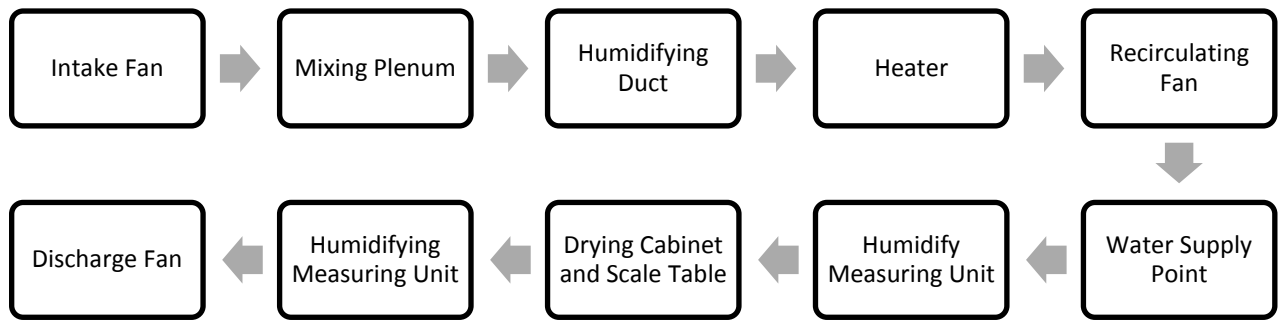 Intake Fan
Mixing Plenum
Humidifying
Duct
Heater
Recirculating
Fan
Water Supply
Point
Humidify
Measuring Unit
Drying Cabinet
and Scale Table
Humidifying
Measuring Unit
Discharge Fan